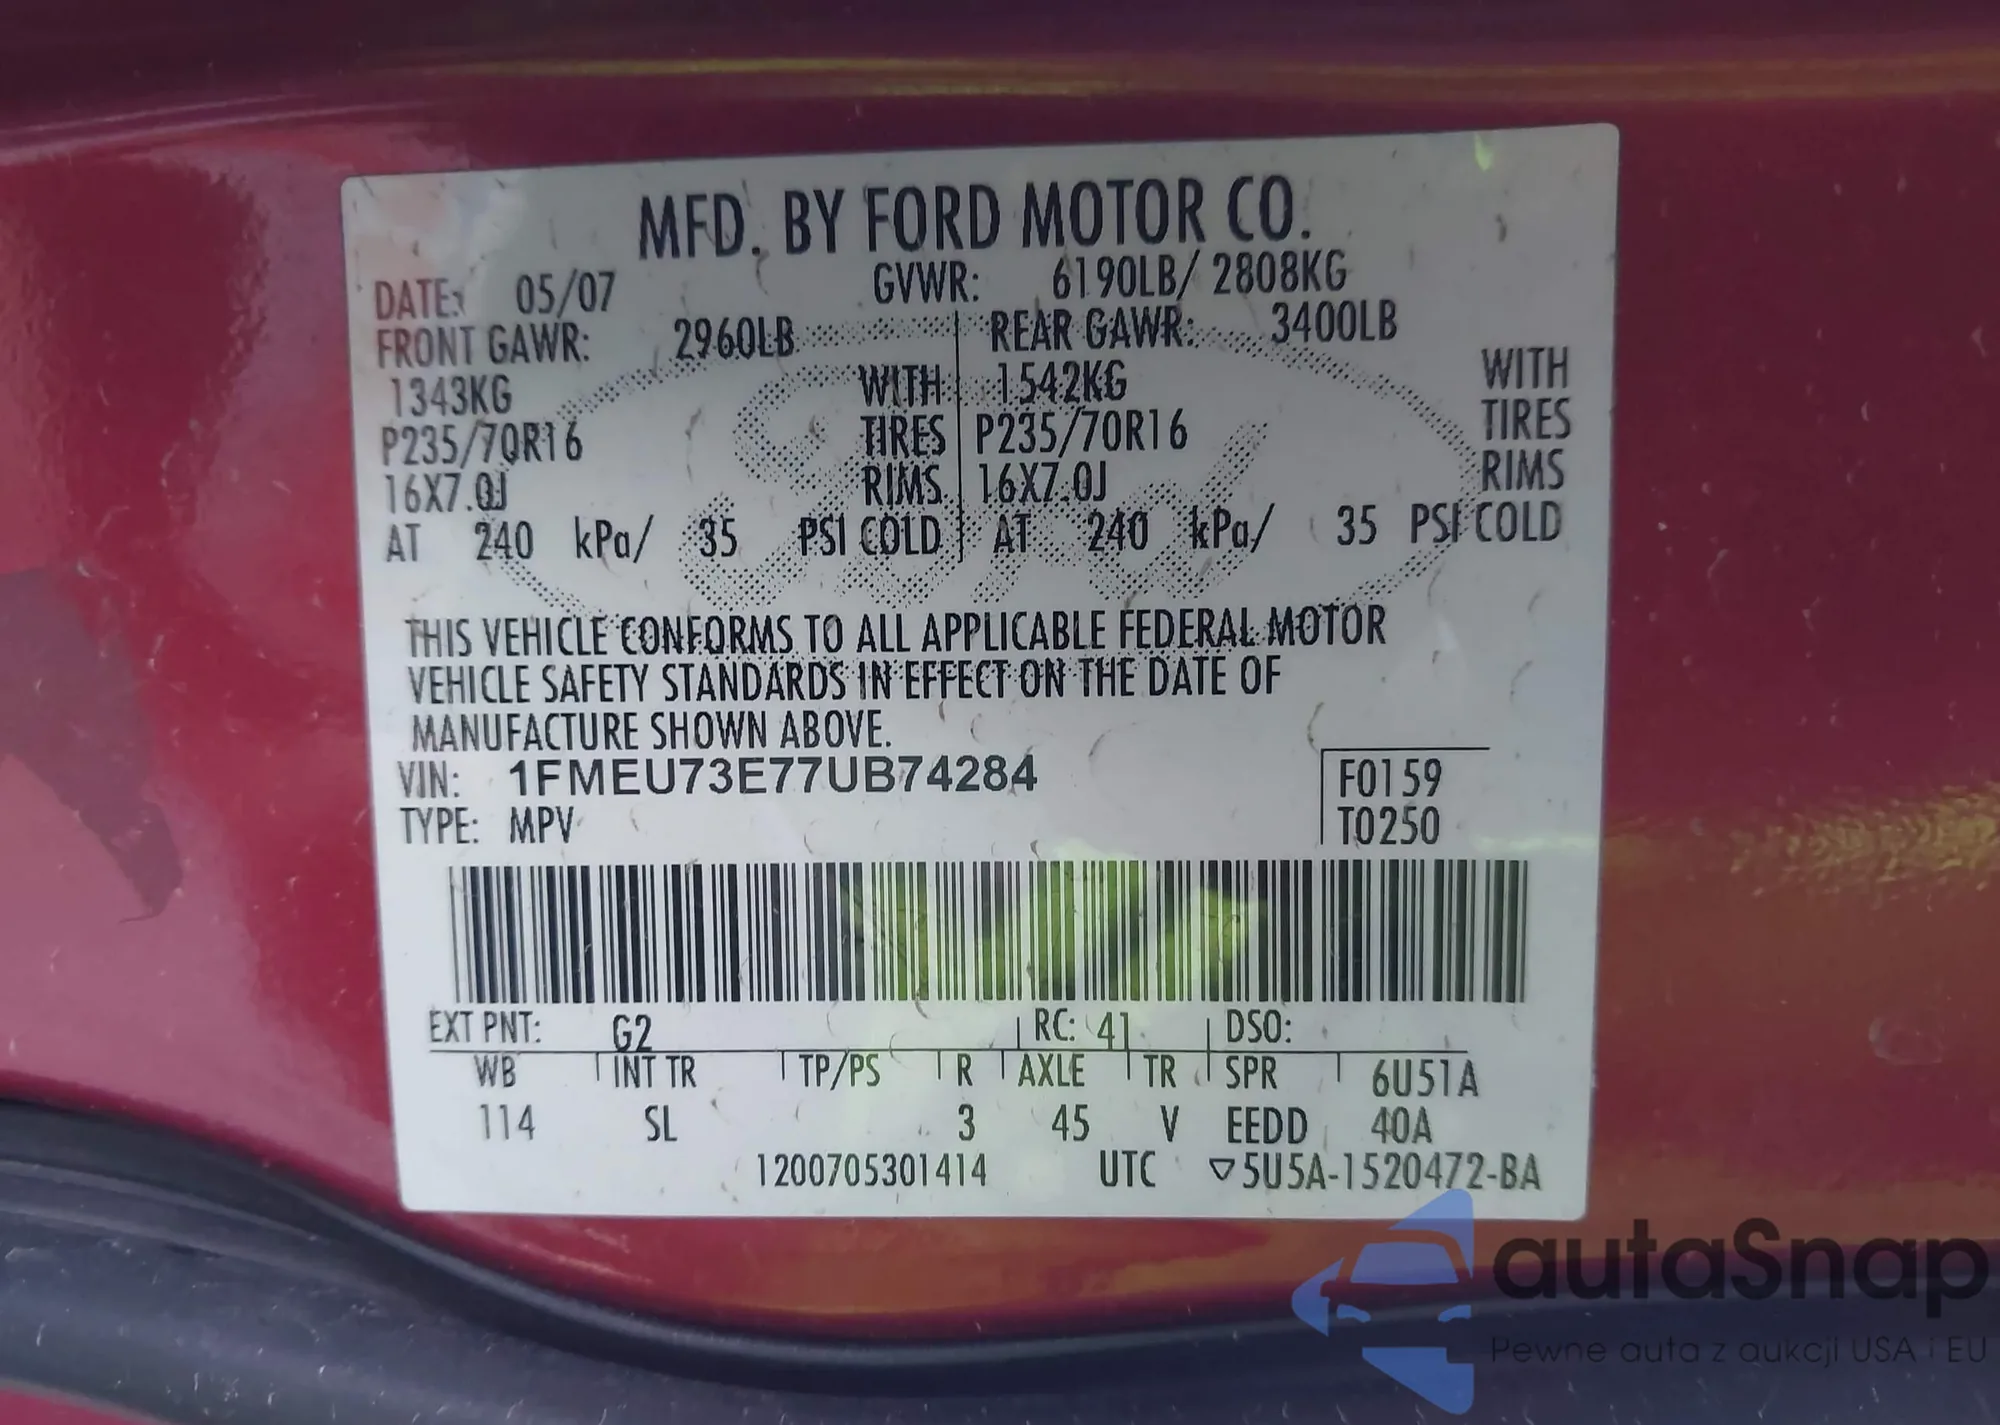 MFD. BY FORD MOTOR CO.
DATE: 05/07 GVWR: 6190LB/ 2808KG
FRONT GAWR: 2960LB REAR GAWR: 3400LB
1343KG WITH 1542KG WITH
P235/70R16 TIRES P235/70R16 TIRES
16X7.0J RIMS 16X7.0J RIMS
AT 240 kPa/ 35 PSI COLD AT 240 kPa/ 35 PSI COLD
THIS VEHICLE CONFORMS TO ALL APPLICABLE FEDERAL MOTOR
VEHICLE SAFETY STANDARDS IN EFFECT ON THE DATE OF
MANUFACTURE SHOWN ABOVE.
VIN: 1FMEU73E77UB74284 F0159
TYPE: MPV T0250
EXT PNT: G2 RC: 41 DSO:
WB INT TR TP/PS R AXLE TR SPR 6U51A
114 SL 3 45 V EEDD 40A
1200705301414 UTC ▽5U5A-1520472-BA
autaSnap
Pewne auta z aukcji USA i EU